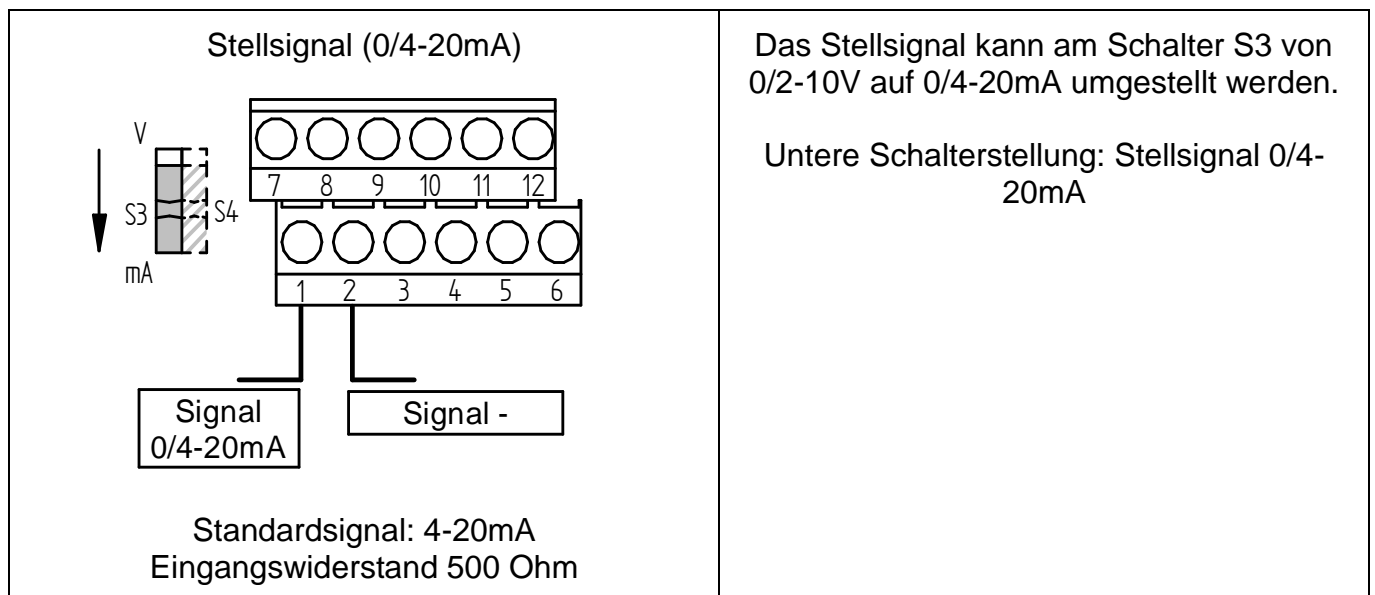 Stellsignal (0/4-20mA)
V
S3
S4
mA
7 8 9 10 11 12
1 2 3 4 5 6
Signal
0/4-20mA
Signal -
Standardsignal: 4-20mA
Eingangswiderstand 500 Ohm
Das Stellsignal kann am Schalter S3 von
0/2-10V auf 0/4-20mA umgestellt werden.
Untere Schalterstellung: Stellsignal 0/4-
20mA